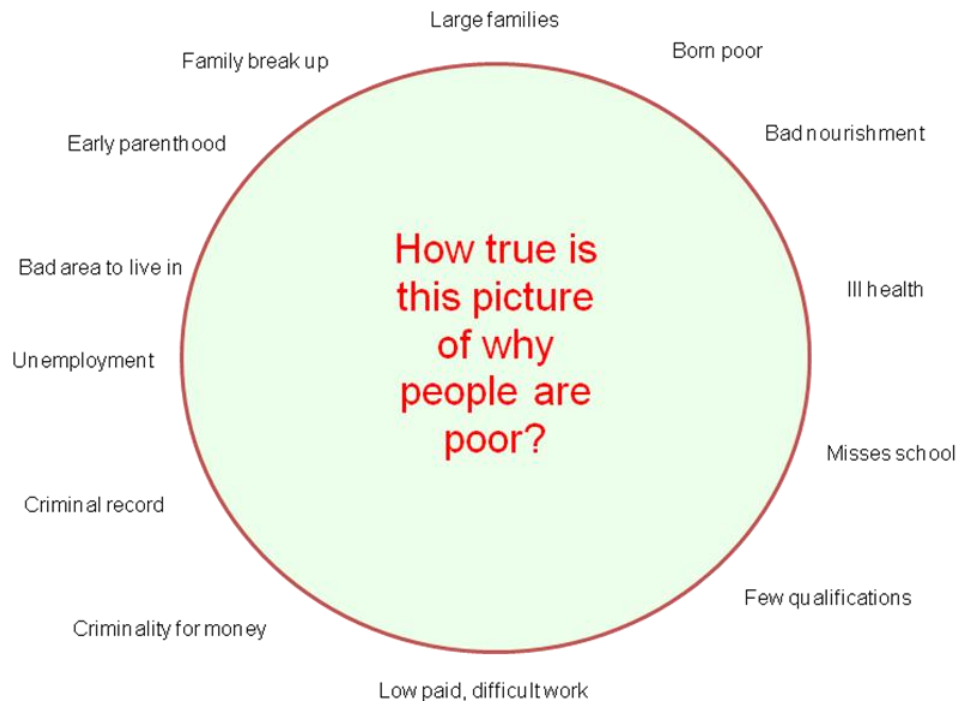 Large families
Born poor
Family break up
Bad nourishment
Early parenthood
Bad area to live in
Ill health
How true is
this picture
of why
people are
poor?
Unemployment
Misses school
Criminal record
Few qualifications
Criminality for money
Low paid, difficult work